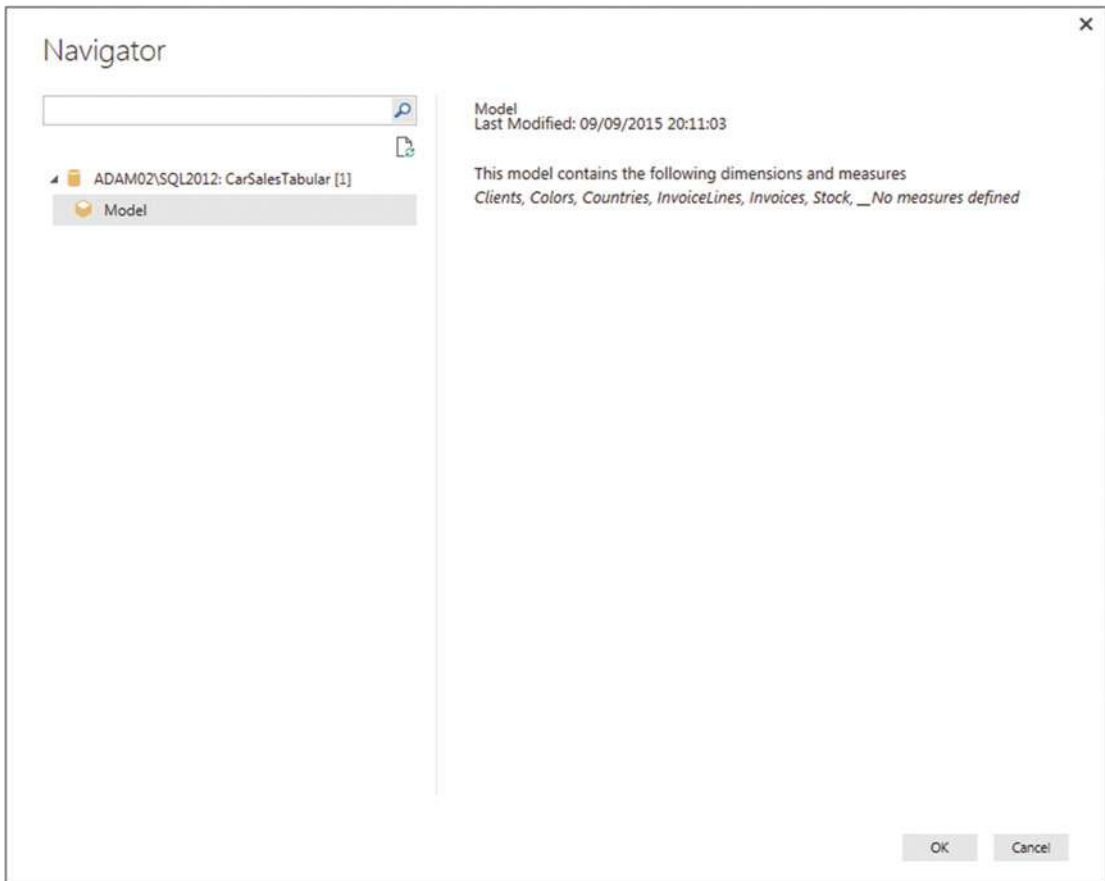 Navigator
ADAM02\SQL2012: CarSalesTabular [1]
Model
Model
Last Modified: 09/09/2015 20:11:03
This model contains the following dimensions and measures
Clients, Colors, Countries, InvoiceLines, Invoices, Stock, __No measures defined
OK
Cancel